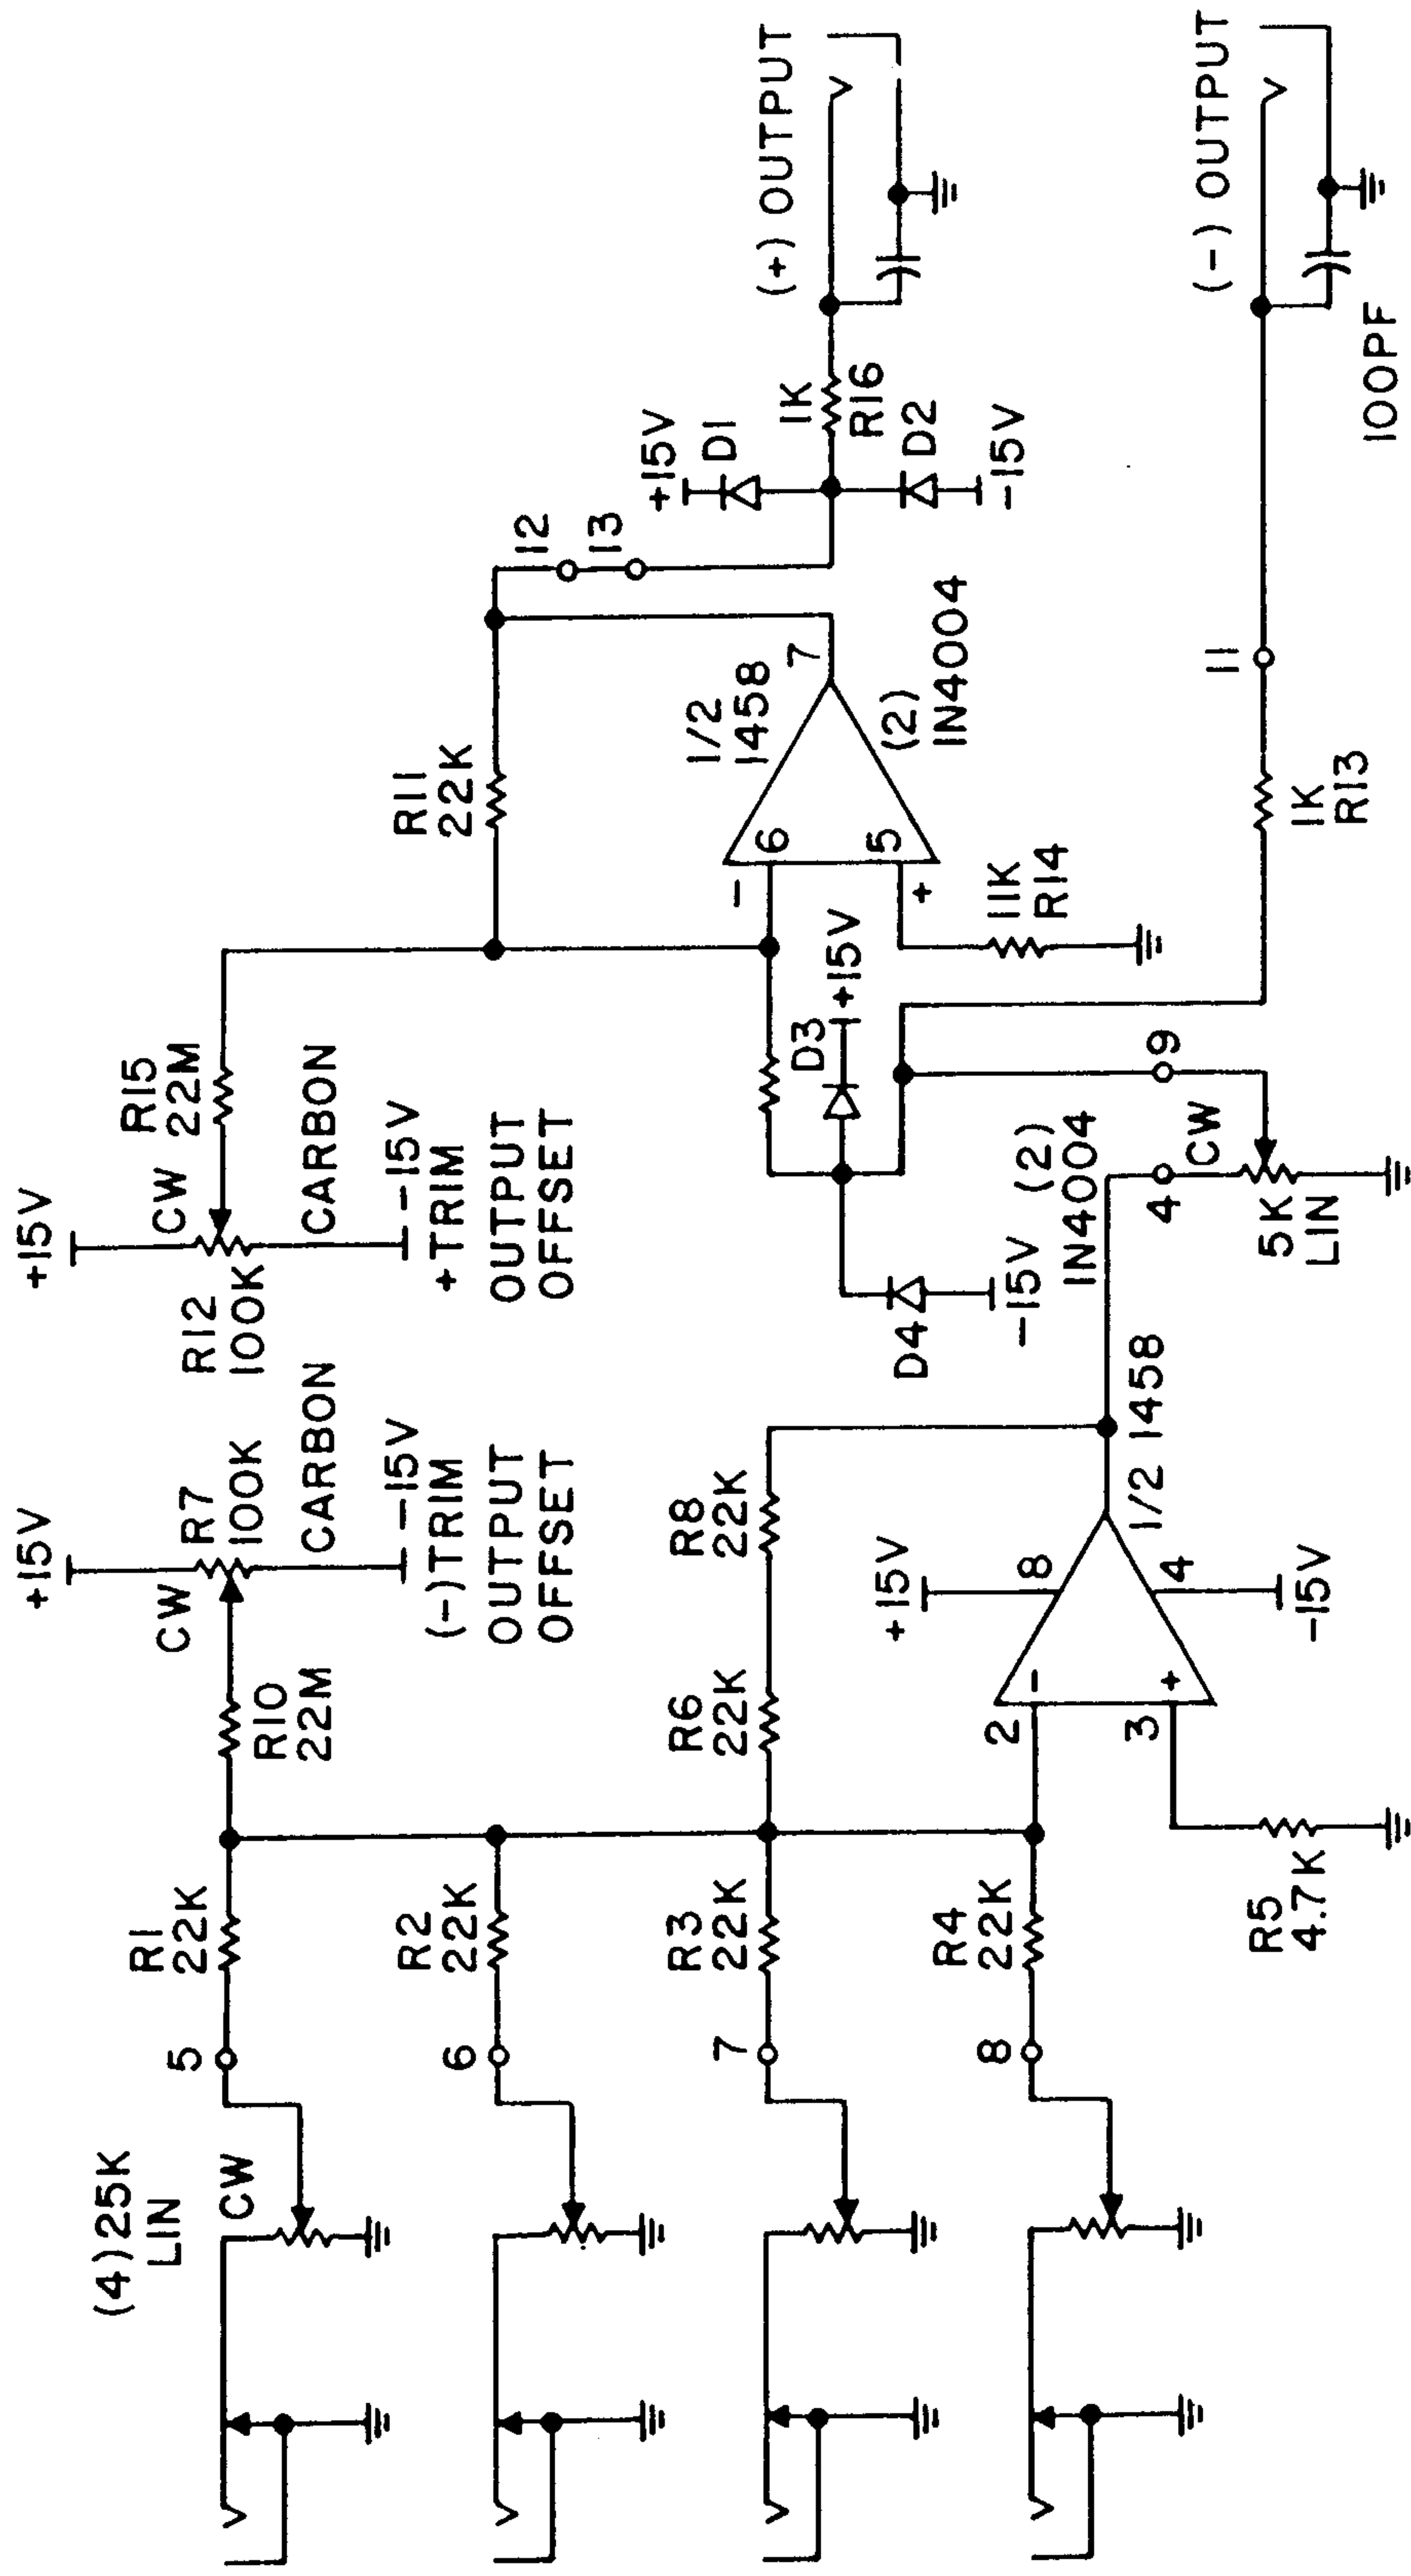 (4)25K
LIN
CW
5
R1
22K
6
R2
22K
7
R3
22K
8
R4
22K
R5
4.7K
+15V
CW
R7
100K
CARBON
R10
22M
-15V
(-)TRIM
OUTPUT
OFFSET
R6
22K
R8
22K
2
-
3
+
+15V
8
4
-15V
1/2 1458
+15V
CW
R12
100K
CARBON
R15
22M
-15V
+TRIM
OUTPUT
OFFSET
D4
-15V
(2)
IN4004
4
CW
9
5K
LIN
D3
+15V
R11
22K
-
6
5
+
7
1/2
1458
(2)
IN4004
11K
R14
12
13
+15V
D1
1K
R16
D2
-15V
(+) OUTPUT
1K
R13
11
(-) OUTPUT
100PF